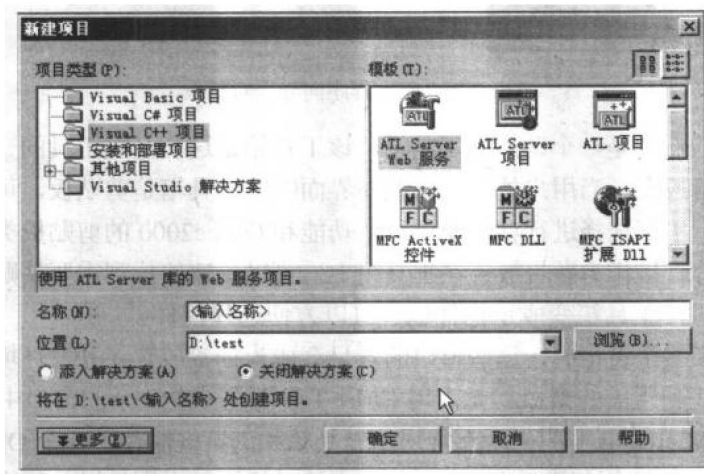 新建项目
项目类型(P):
模板(T):
Visual Basic 项目
Visual C# 项目
Visual C++ 项目
安装和部署项目
其他项目
Visual Studio 解决方案
ATL Server
Web 服务
ATL Server
项目
ATL 项目
MFC ActiveX
控件
MFC DLL
MFC ISAPI
扩展 Dll
使用 ATL Server 库的 Web 服务项目。
名称(N):
<输入名称>
位置(L):
D:\test
浏览(B)...
添入解决方案(A)
关闭解决方案(C)
将在 D:\test\<输入名称> 处创建项目。
更多(E)
确定
取消
帮助